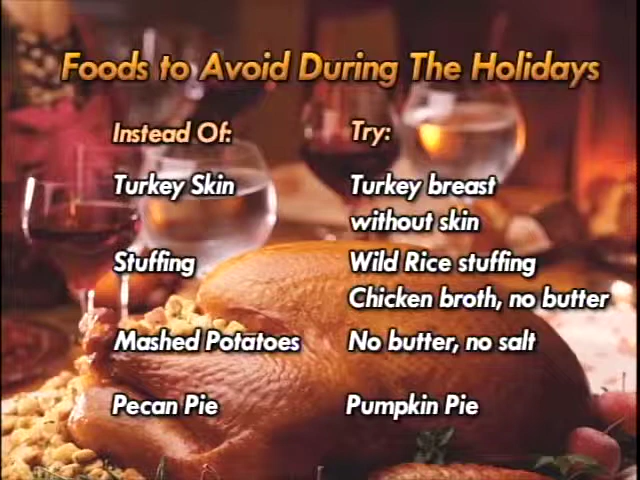 Foods to Avoid During The Holidays
Instead Of: Try:
Turkey Skin Turkey breast
without skin
Stuffing Wild Rice stuffing
Chicken broth, no butter
Mashed Potatoes No butter, no salt
Pecan Pie Pumpkin Pie